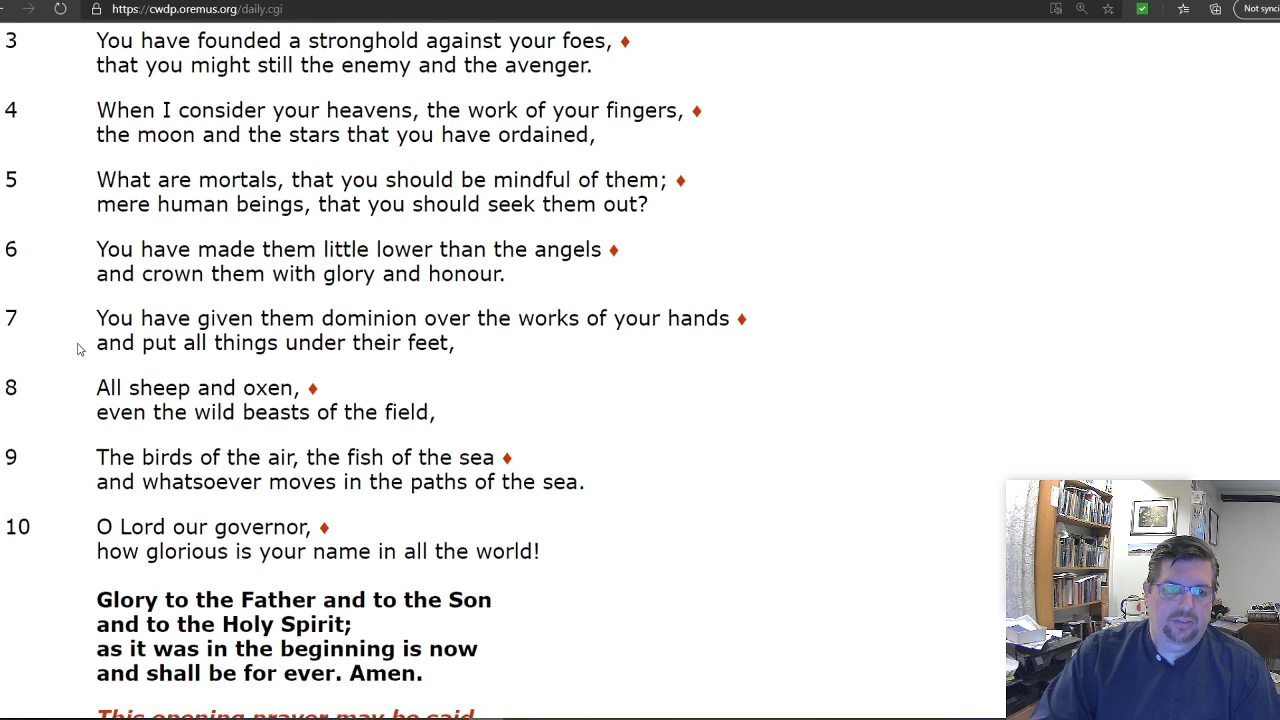 https://cwdp.oremus.org/daily.cgi
Not synci
3 You have founded a stronghold against your foes, ♦
that you might still the enemy and the avenger.
4 When I consider your heavens, the work of your fingers, ♦
the moon and the stars that you have ordained,
5 What are mortals, that you should be mindful of them; ♦
mere human beings, that you should seek them out?
6 You have made them little lower than the angels ♦
and crown them with glory and honour.
7 You have given them dominion over the works of your hands ♦
and put all things under their feet,
8 All sheep and oxen, ♦
even the wild beasts of the field,
9 The birds of the air, the fish of the sea ♦
and whatsoever moves in the paths of the sea.
10 O Lord our governor, ♦
how glorious is your name in all the world!
Glory to the Father and to the Son
and to the Holy Spirit;
as it was in the beginning is now
and shall be for ever. Amen.
This opening prayer may be said